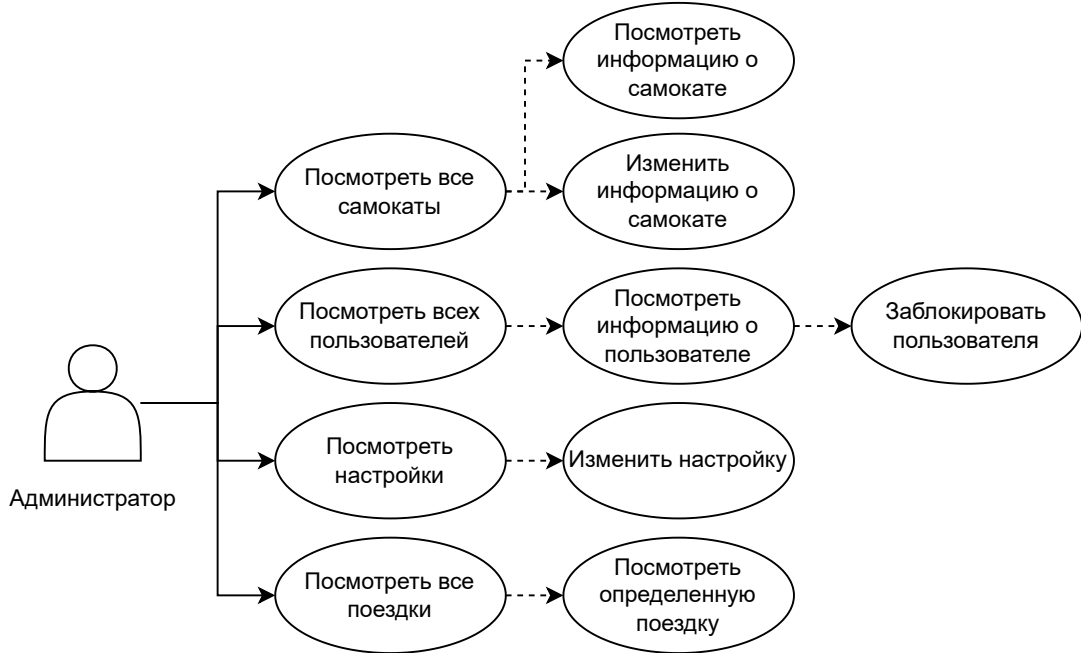 Посмотреть
информацию о
самокате
Посмотреть все
самокаты
Изменить
информацию о
самокате
Посмотреть всех
пользователей
Посмотреть
информацию о
пользователе
Заблокировать
пользователя
Администратор
Посмотреть
настройки
Изменить настройку
Посмотреть все
поездки
Посмотреть
определенную
поездку